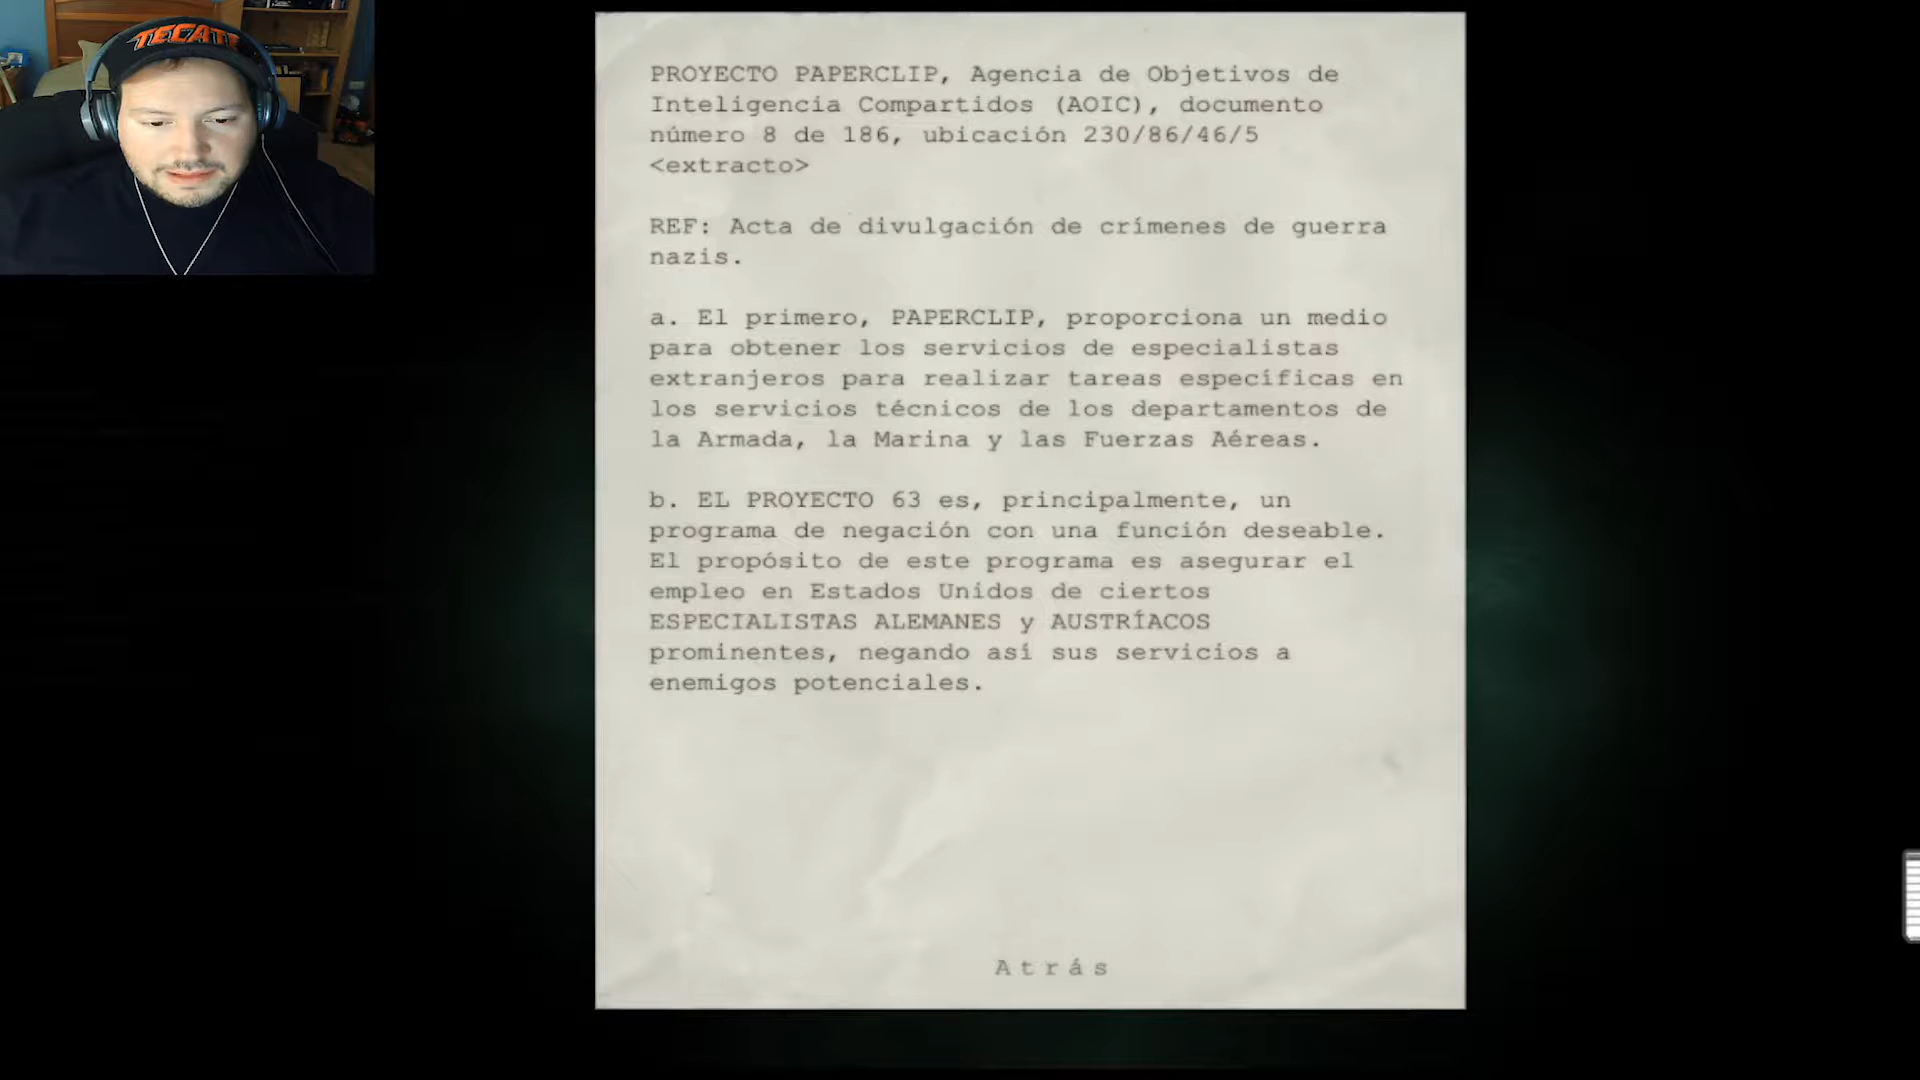 TECATE
PROYECTO PAPERCLIP, Agencia de Objetivos de
Inteligencia Compartidos (AOIC), documento
número 8 de 186, ubicación 230/86/46/5
<extracto>
REF: Acta de divulgación de crímenes de guerra
nazis.
a. El primero, PAPERCLIP, proporciona un medio
para obtener los servicios de especialistas
extranjeros para realizar tareas específicas en
los servicios técnicos de los departamentos de
la Armada, la Marina y las Fuerzas Aéreas.
b. EL PROYECTO 63 es, principalmente, un
programa de negación con una función deseable.
El propósito de este programa es asegurar el
empleo en Estados Unidos de ciertos
ESPECIALISTAS ALEMANES y AUSTRÍACOS
prominentes, negando así sus servicios a
enemigos potenciales.
Atrás